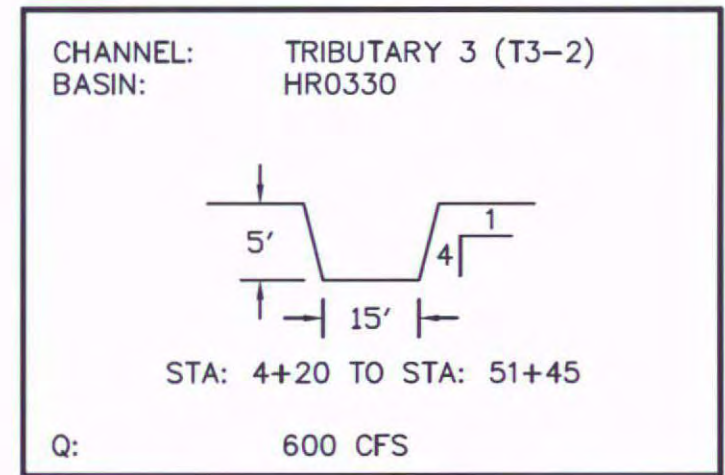 CHANNEL: TRIBUTARY 3 (T3-2)
BASIN: HR0330
5'
1
4
15'
STA: 4+20 TO STA: 51+45
Q: 600 CFS